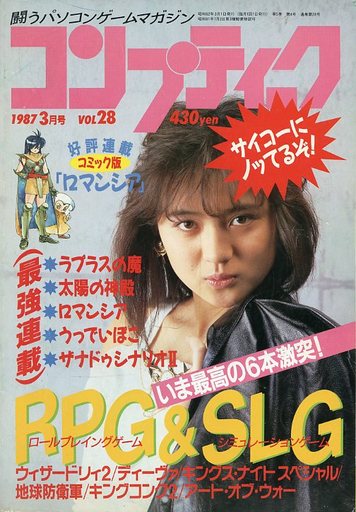 闘うパソコンゲームマガジン
コンプティーク
1987 3月号
VOL28
430yen
サイコーに
ノッてるぞ!
好評連載
コミック版
「ロマンシア」
最強連載
ラプラスの魔
太陽の神殿
ロマンシア
うっでいぽこ
ザナドゥシナリオⅡ
いま最高の6本激突!
RPG&SLG
ロールプレイングゲーム
シミュレーションゲーム
ウィザードリィ2/ディーヴァ/キングス・ナイト スペシャル/
地球防衛軍/キングコング2/アート・オブ・ウォー